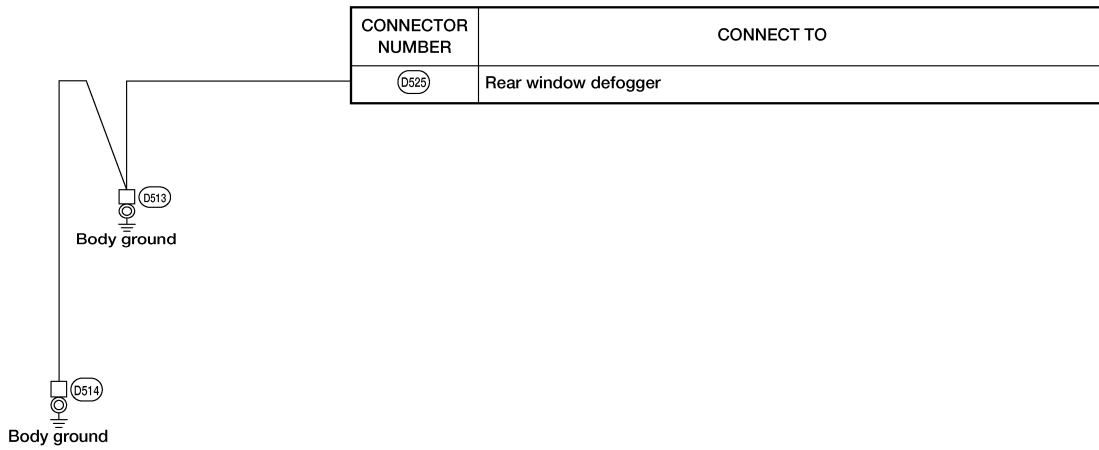 CONNECTOR
NUMBER
CONNECT TO
D525
Rear window defogger
D513
Body ground
D514
Body ground